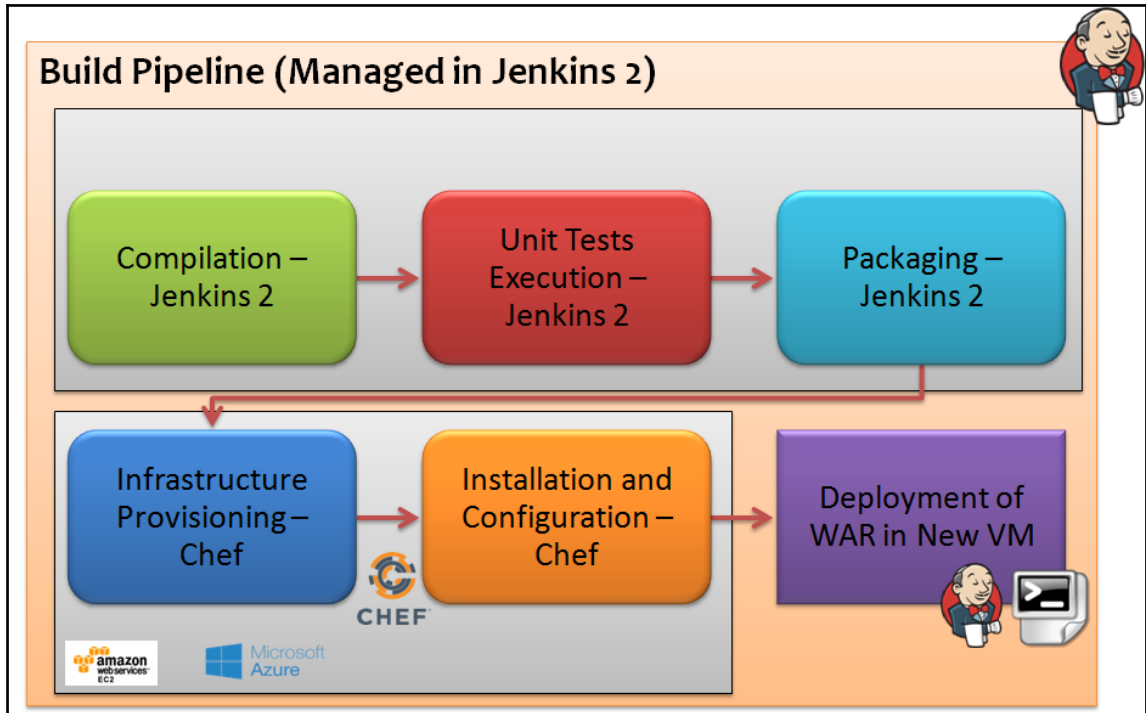 Build Pipeline (Managed in Jenkins 2)
Compilation –
Jenkins 2
Unit Tests
Execution –
Jenkins 2
Packaging –
Jenkins 2
Infrastructure
Provisioning –
Chef
Installation and
Configuration –
Chef
Deployment of
WAR in New VM
CHEF
amazon
webservices™
EC2
Microsoft
Azure
>_